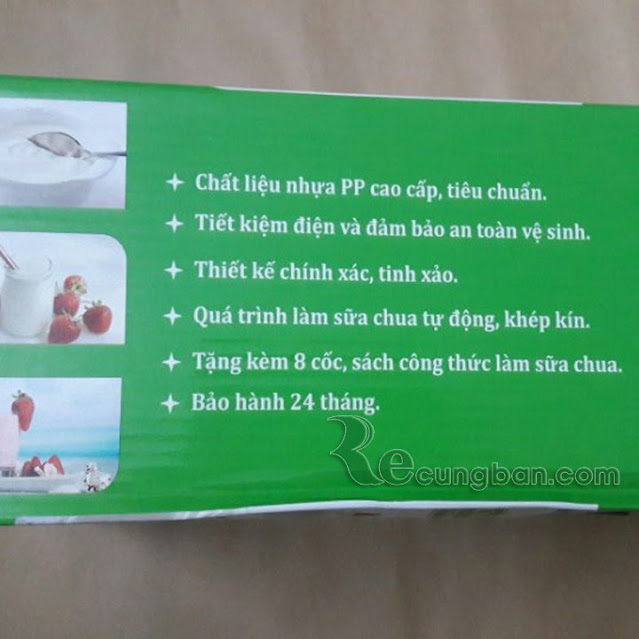 Chất liệu nhựa PP cao cấp, tiêu chuẩn.
Tiết kiệm điện và đảm bảo an toàn vệ sinh.
Thiết kế chính xác, tinh xảo.
Quá trình làm sữa chua tự động, khép kín.
Tặng kèm 8 cốc, sách công thức làm sữa chua.
Bảo hành 24 tháng.
Recungban.com